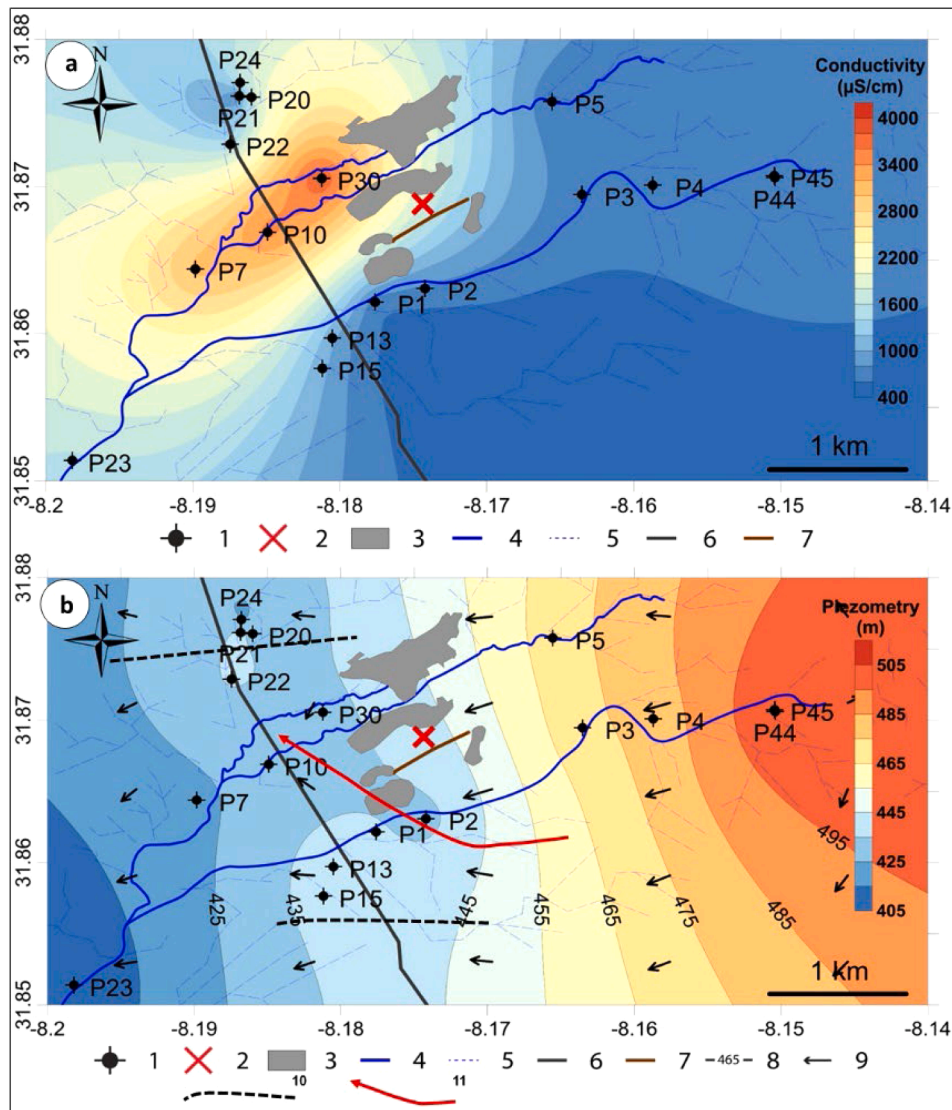 a
N
31.88
31.87
31.86
31.85
P24
P20
P21
P22
P30
P10
P7
P23
P5
P3
P4
P45
P44
P1
P2
P13
P15
Conductivity
(µS/cm)
4000
3400
2800
2200
1600
1000
400
1 km
-8.2
-8.19
-8.18
-8.17
-8.16
-8.15
-8.14
1 2 3 4 5 6 7
b
N
31.88
31.87
31.86
31.85
P24
P20
P21
P22
P30
P10
P7
P23
P5
P3
P4
P45
P44
P1
P2
P13
P15
425
435
445
455
465
475
485
495
Piezometry
(m)
505
485
465
445
425
405
1 km
-8.2
-8.19
-8.18
-8.17
-8.16
-8.15
-8.14
1 2 3 4 5 6 7 465 8 9
10 11